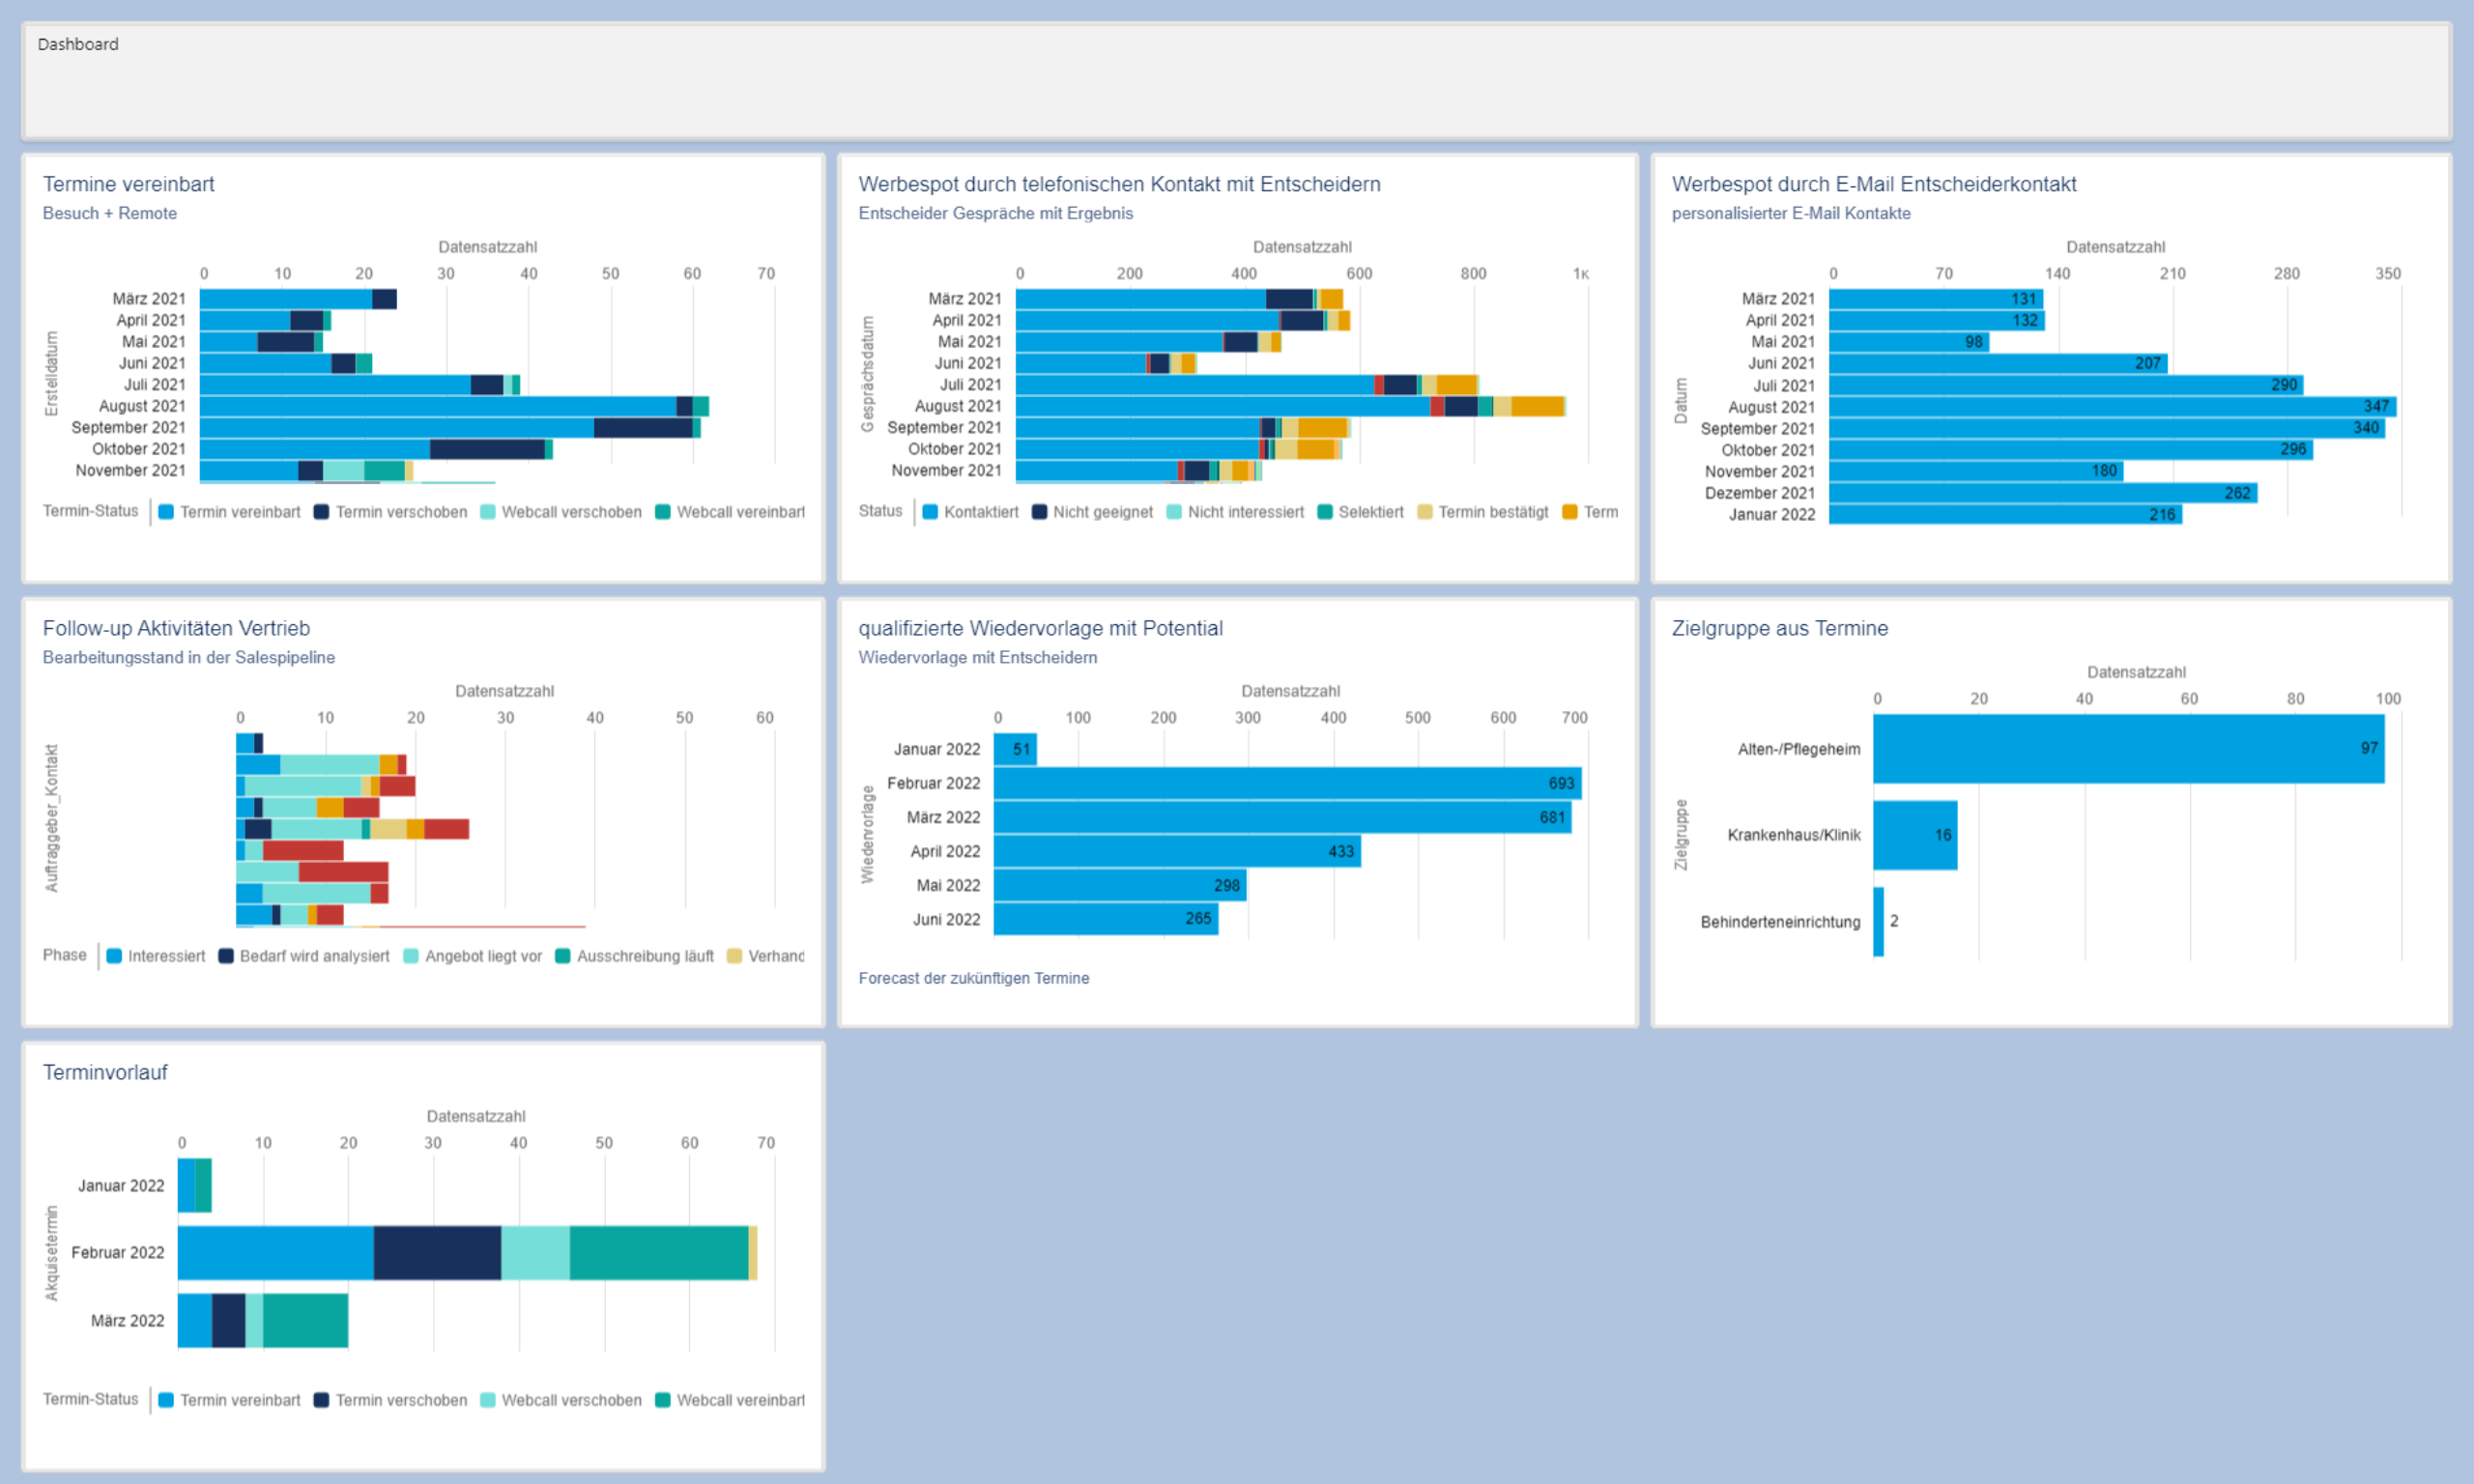 Dashboard
Termine vereinbart
Besuch + Remote
Datensatzzahl
0 10 20 30 40 50 60 70
Erstelldatum
März 2021
April 2021
Mai 2021
Juni 2021
Juli 2021
August 2021
September 2021
Oktober 2021
November 2021
Termin-Status Termin vereinbart Termin verschoben Webcall verschoben Webcall vereinbart
Werbespot durch telefonischen Kontakt mit Entscheidern
Entscheider Gespräche mit Ergebnis
Datensatzzahl
0 200 400 600 800 1K
Gesprächsdatum
März 2021
April 2021
Mai 2021
Juni 2021
Juli 2021
August 2021
September 2021
Oktober 2021
November 2021
Status Kontaktiert Nicht geeignet Nicht interessiert Selektiert Termin bestätigt Term
Werbespot durch E-Mail Entscheiderkontakt
personalisierter E-Mail Kontakte
Datensatzzahl
0 70 140 210 280 350
Datum
März 2021 131
April 2021 132
Mai 2021 98
Juni 2021 207
Juli 2021 290
August 2021 347
September 2021 340
Oktober 2021 296
November 2021 180
Dezember 2021 262
Januar 2022 216
Follow-up Aktivitäten Vertrieb
Bearbeitungsstand in der Salespipeline
Datensatzzahl
0 10 20 30 40 50 60
Auftraggeber_Kontakt
Phase Interessiert Bedarf wird analysiert Angebot liegt vor Ausschreibung läuft Verhand
qualifizierte Wiedervorlage mit Potential
Wiedervorlage mit Entscheidern
Datensatzzahl
0 100 200 300 400 500 600 700
Wiedervorlage
Januar 2022 51
Februar 2022 693
März 2022 681
April 2022 433
Mai 2022 298
Juni 2022 265
Forecast der zukünftigen Termine
Zielgruppe aus Termine
Datensatzzahl
0 20 40 60 80 100
Zielgruppe
Alten-/Pflegeheim 97
Krankenhaus/Klinik 16
Behinderteneinrichtung 2
Terminvorlauf
Datensatzzahl
0 10 20 30 40 50 60 70
Akquisetermin
Januar 2022
Februar 2022
März 2022
Termin-Status Termin vereinbart Termin verschoben Webcall verschoben Webcall vereinbart